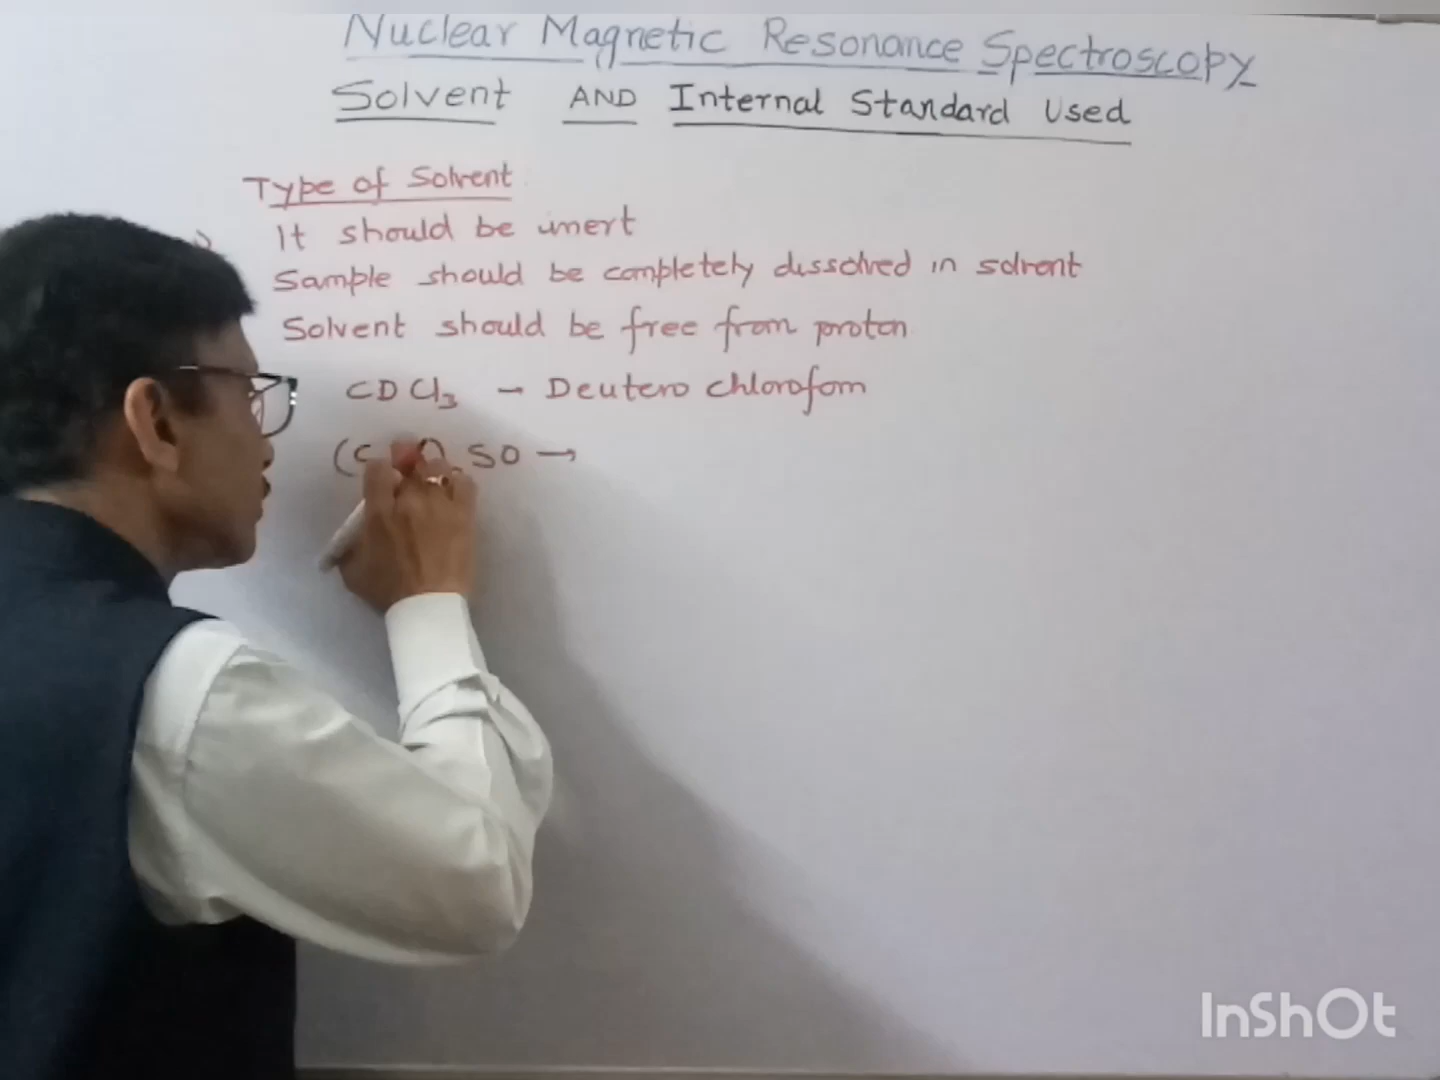 Nuclear Magnetic Resonance Spectroscopy
Solvent AND Internal Standard Used
Type of Solvent
It should be inert
Sample should be completely dissolved in solvent
Solvent should be free from proton
CDCl₃ → Deutero chlorofom
SO →
InShOt